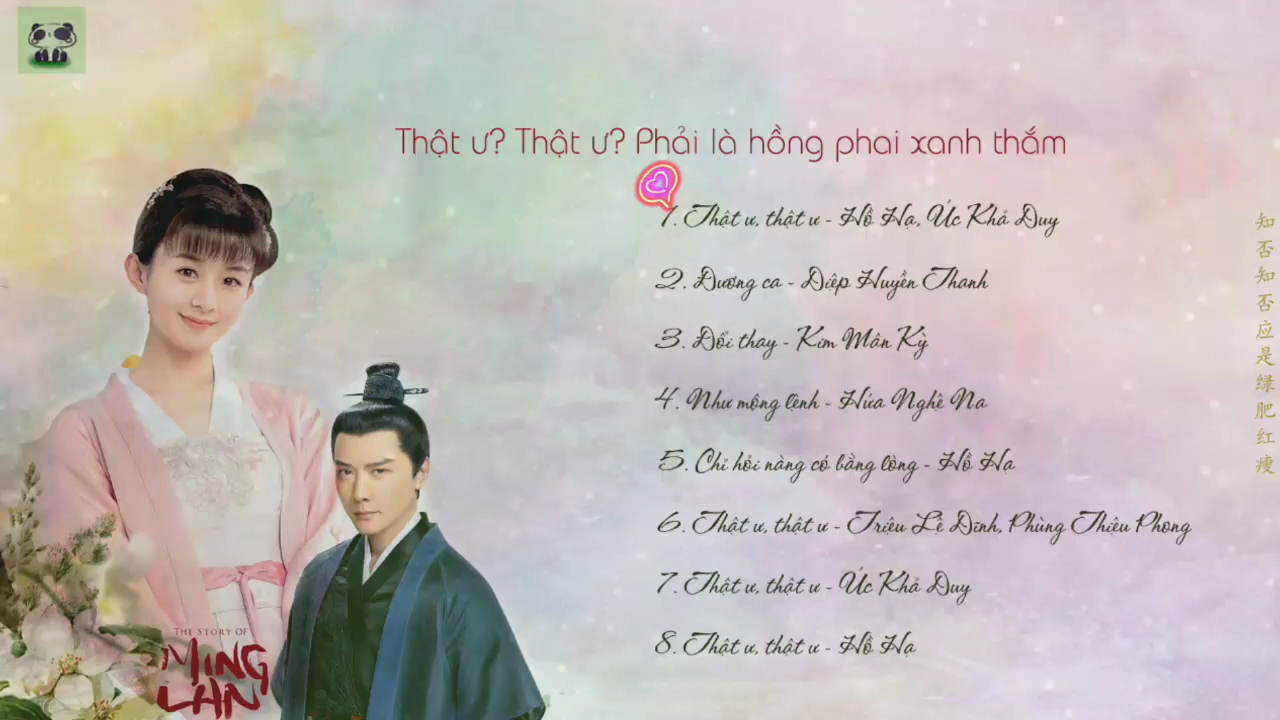 Thật ư? Thật ư? Phải là hồng phai xanh thắm
1. Thật ư, thật ư - Hồ Hạ, Úc Khả Duy
2. Đương ca - Diệp Huyền Thanh
3. Đổi thay - Kim Mân Kỳ
4. Như mộng lệnh - Hứa Nghệ Na
5. Chỉ hỏi nàng có bằng lòng - Hồ Hạ
6. Thật ư, thật ư - Triệu Lệ Dĩnh, Phùng Thiệu Phong
7. Thật ư, thật ư - Úc Khả Duy
8. Thật ư, thật ư - Hồ Hạ
知否知否应是绿肥红瘦
THE STORY OF
MING
LAN